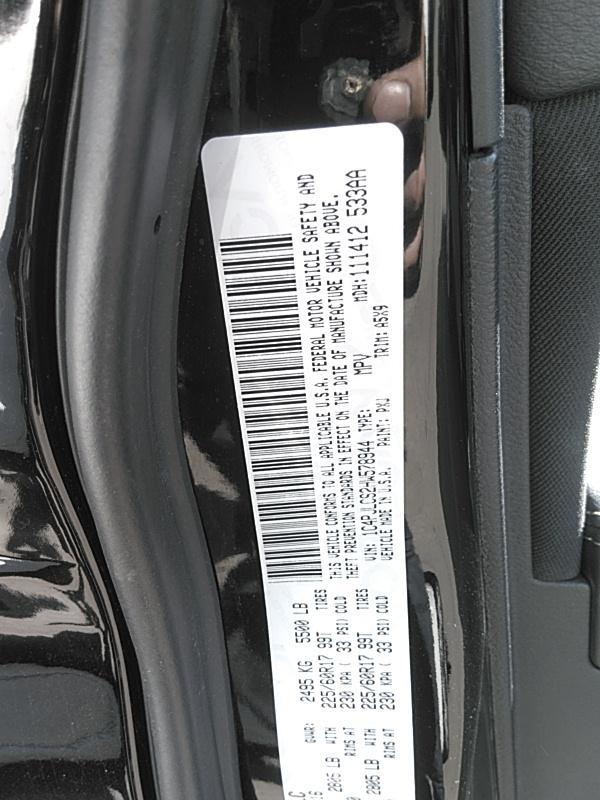 .C
16 GVWR: 2495 KG 5500 LB
2805 LB WITH 225/60R17 99T TIRES
RIMS AT 230 KPA ( 33 PSI) COLD
2805 LB WITH 225/60R17 99T TIRES
RIMS AT 230 KPA ( 33 PSI) COLD
THIS VEHICLE CONFORMS TO ALL APPLICABLE U.S.A. FEDERAL MOTOR VEHICLE SAFETY AND
THEFT PREVENTION STANDARDS IN EFFECT ON THE DATE OF MANUFACTURE SHOWN ABOVE.
VIN: 1C4PJLCS2HW578944 TYPE: MPV MDH: 111412 533AA
VEHICLE MADE IN U.S.A. PAINT: PXJ TRIM: A5X9